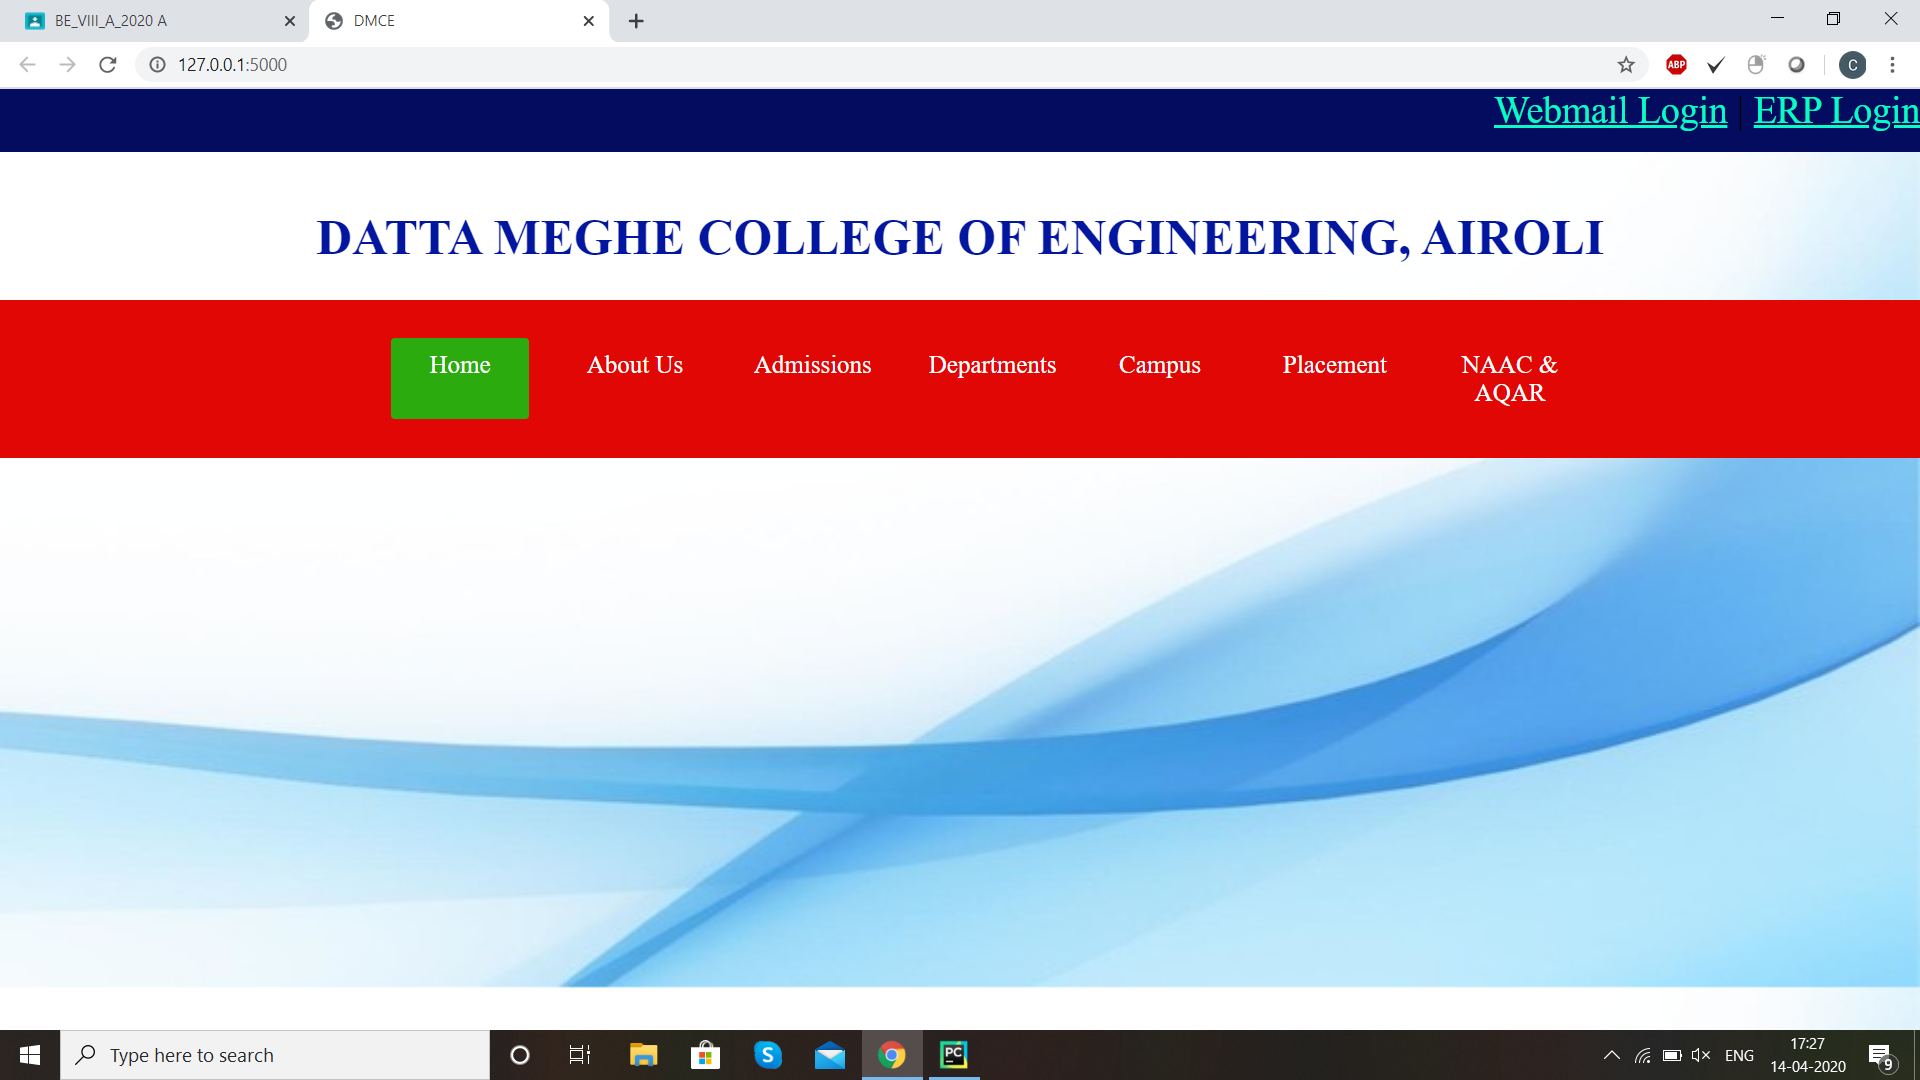 BE_VIII_A_2020 A
DMCE
127.0.0.1:5000
ABP
C
Webmail Login | ERP Login
DATTA MEGHE COLLEGE OF ENGINEERING, AIROLI
Home
About Us
Admissions
Departments
Campus
Placement
NAAC &
AQAR
Type here to search
S
PC
ENG
17:27
14-04-2020
9